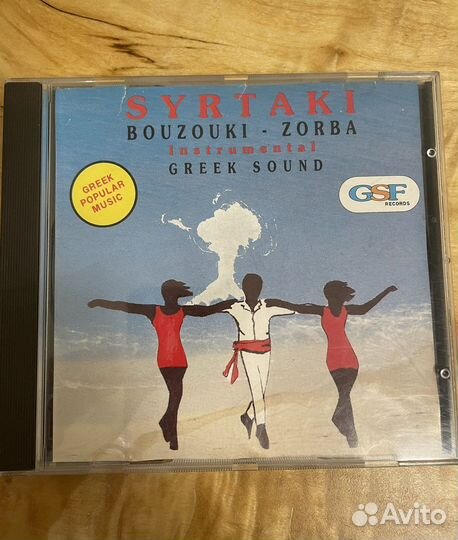 SYRTAKI
BOUZOUKI - ZORBA
Instrumental
GREEK SOUND
GREEK
POPULAR
MUSIC
GSF
RECORDS
Avito